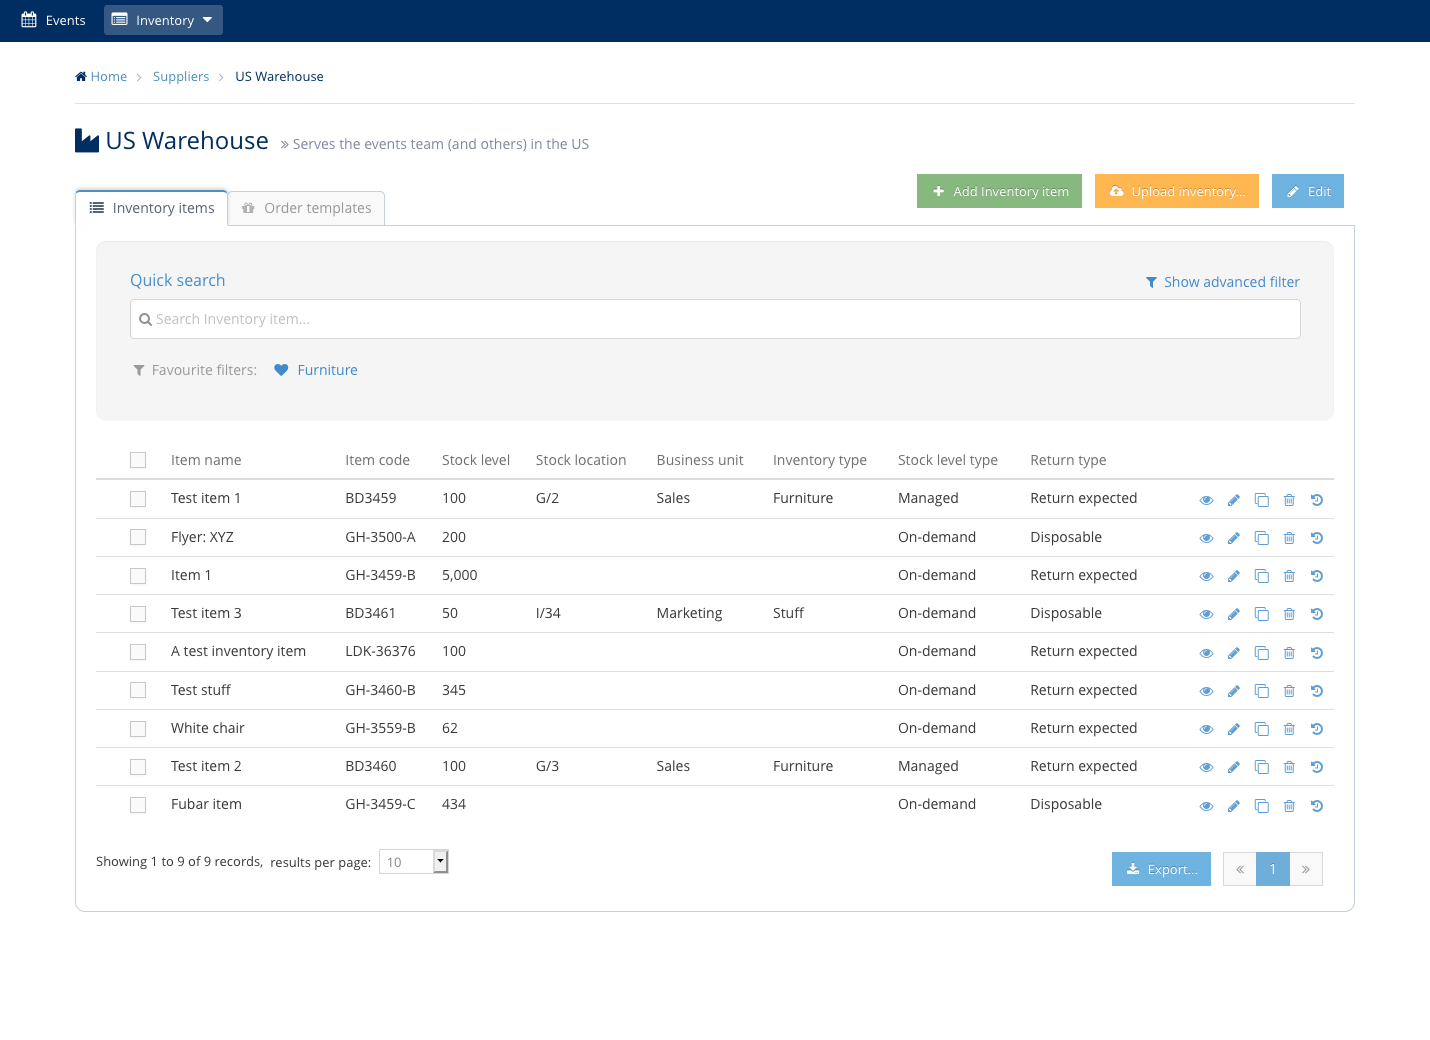 Events Inventory
Home Suppliers US Warehouse
US Warehouse » Serves the events team (and others) in the US
Add Inventory item Upload inventory... Edit
Inventory items Order templates
Quick search Show advanced filter
Search Inventory item...
Favourite filters: Furniture
Item name Item code Stock level Stock location Business unit Inventory type Stock level type Return type
Test item 1 BD3459 100 G/2 Sales Furniture Managed Return expected
Flyer: XYZ GH-3500-A 200 On-demand Disposable
Item 1 GH-3459-B 5,000 On-demand Return expected
Test item 3 BD3461 50 I/34 Marketing Stuff On-demand Disposable
A test inventory item LDK-36376 100 On-demand Return expected
Test stuff GH-3460-B 345 On-demand Return expected
White chair GH-3559-B 62 On-demand Return expected
Test item 2 BD3460 100 G/3 Sales Furniture Managed Return expected
Fubar item GH-3459-C 434 On-demand Disposable
Showing 1 to 9 of 9 records, results per page: 10
Export... « 1 »